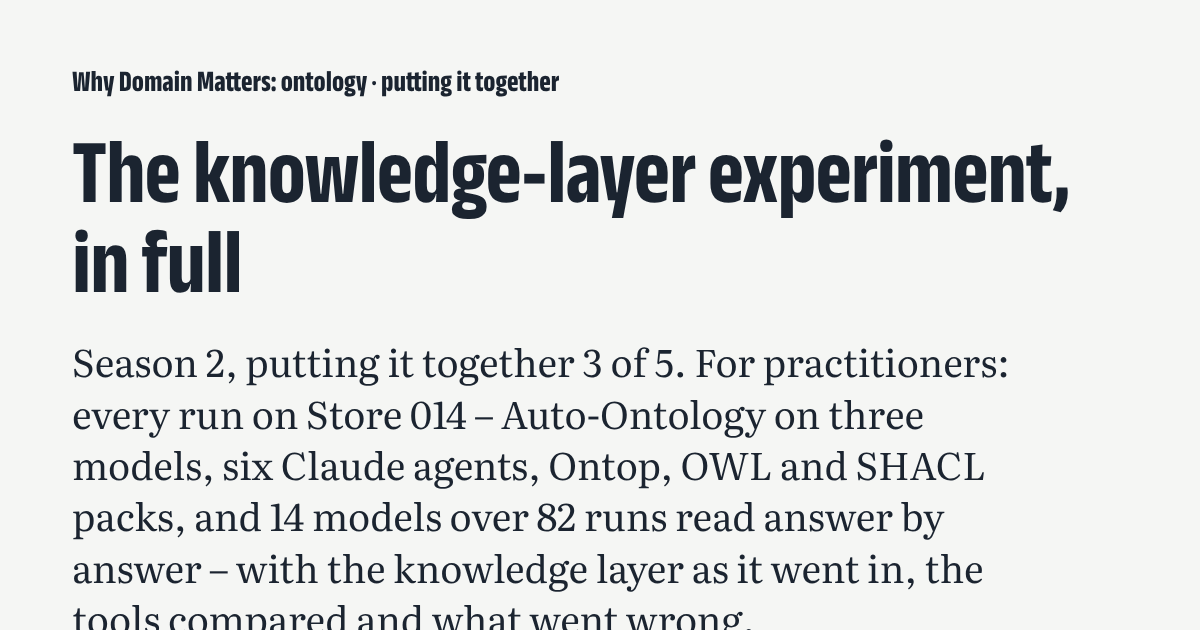 Why Domain Matters: ontology · putting it together
The knowledge-layer experiment,
in full
Season 2, putting it together 3 of 5. For practitioners:
every run on Store 014 – Auto-Ontology on three
models, six Claude agents, Ontop, OWL and SHACL
packs, and 14 models over 82 runs read answer by
answer – with the knowledge layer as it went in, the
tools compared and what went wrong.